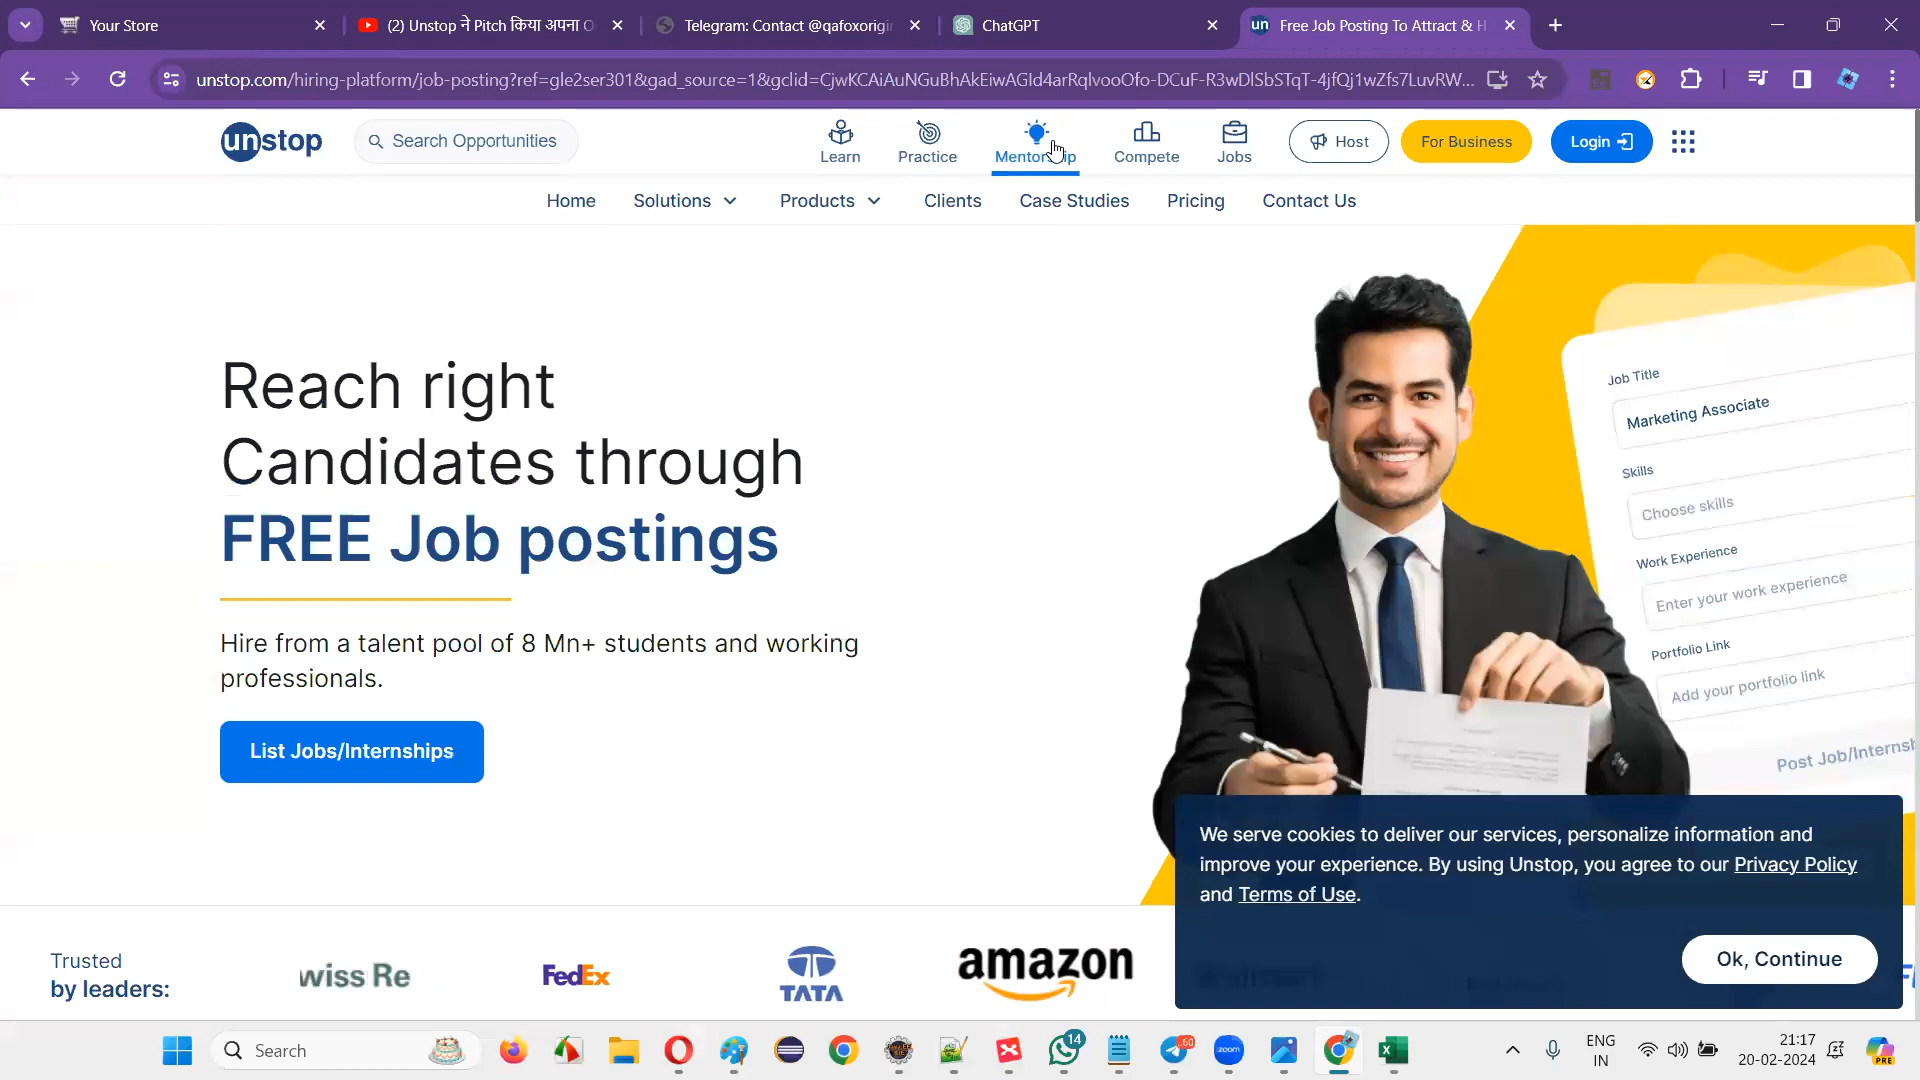 Your Store
(2) Unstop ने Pitch किया अपना O
Telegram: Contact @qafoxorigin
ChatGPT
un Free Job Posting To Attract & H
unstop.com/hiring-platform/job-posting?ref=gle2ser301&gad_source=1&gclid=CjwKCAiAuNGuBhAkEiwAGId4arRqlvooOfo-DCuF-R3wDlSbSTqT-4jfQj1wZfs7LuvRW...
unstop
Search Opportunities
Learn
Practice
Mentorship
Compete
Jobs
Host
For Business
Login
Home
Solutions
Products
Clients
Case Studies
Pricing
Contact Us
Reach right
Candidates through
FREE Job postings
Hire from a talent pool of 8 Mn+ students and working
professionals.
List Jobs/Internships
Job Title
Marketing Associate
Skills
Choose skills
Work Experience
Enter your work experience
Portfolio Link
Add your portfolio link
Post Job/Internsh
We serve cookies to deliver our services, personalize information and
improve your experience. By using Unstop, you agree to our Privacy Policy
and Terms of Use.
Ok, Continue
Trusted
by leaders:
wiss Re
FedEx
TATA
amazon
Search
14
60
zoom
ENG
IN
21:17
20-02-2024
PRE